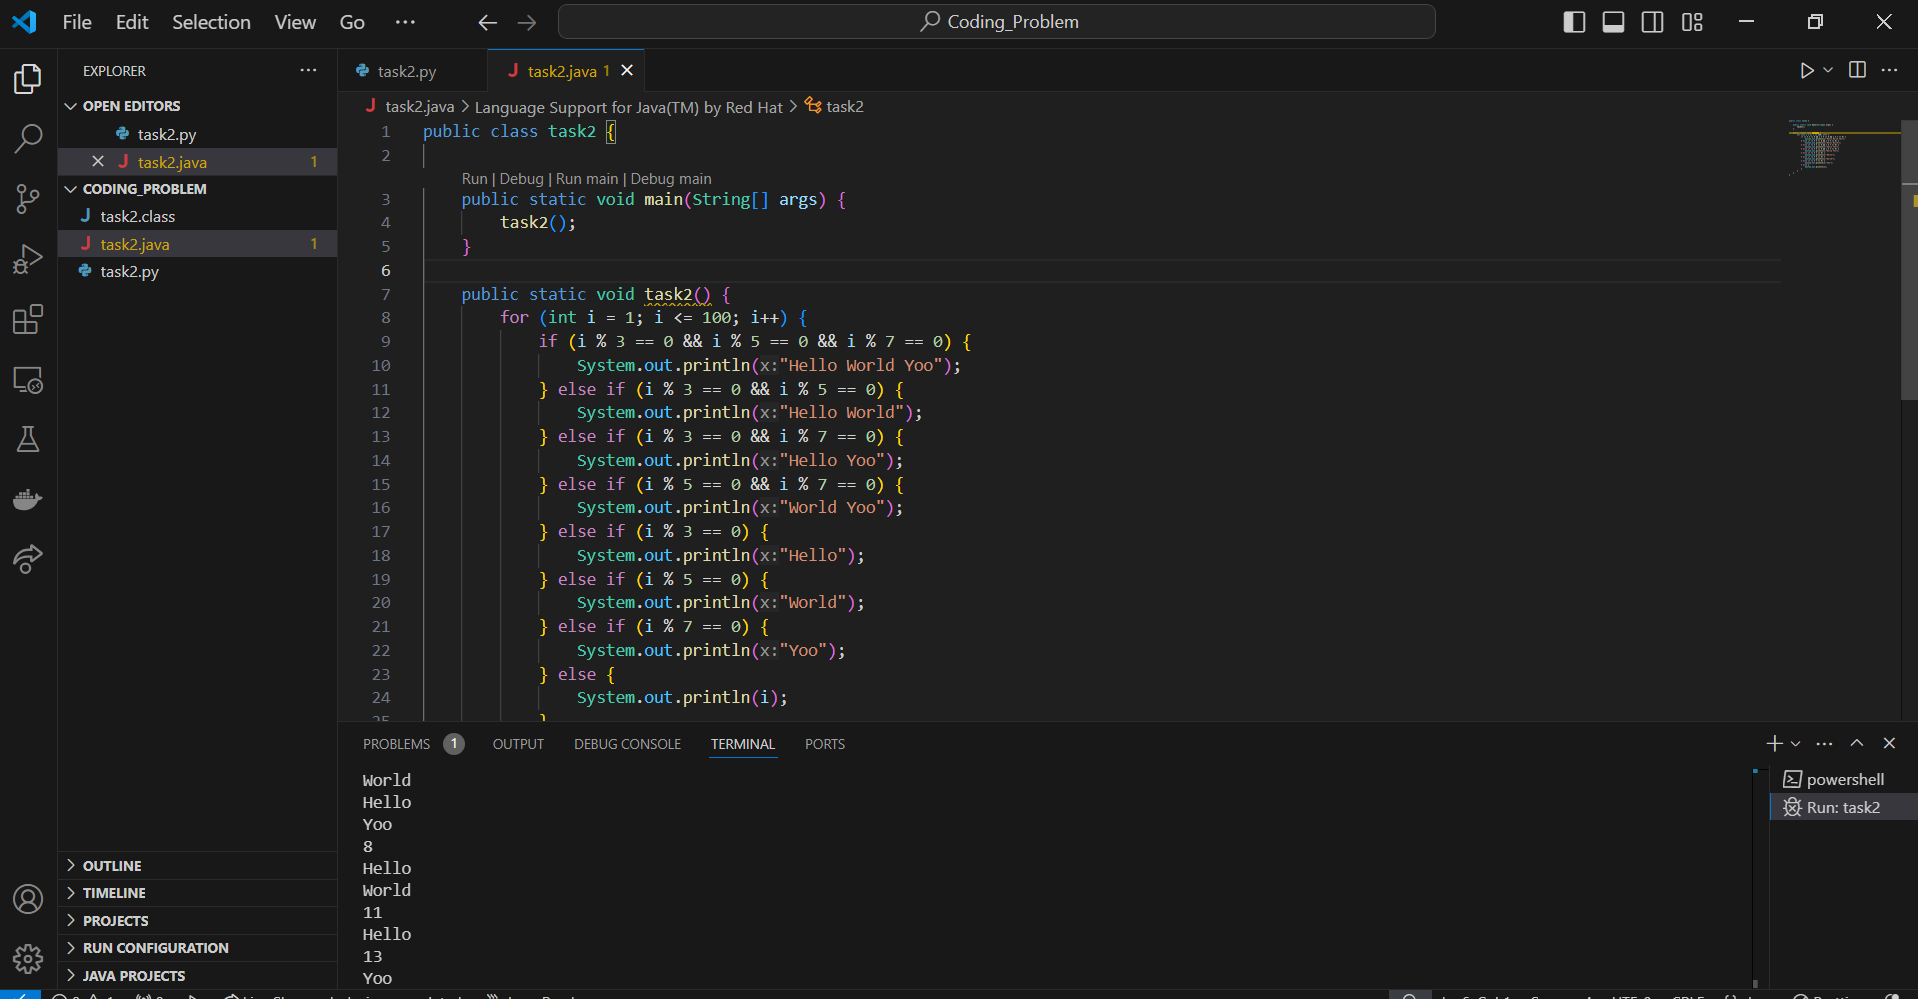 File Edit Selection View Go ···
Coding_Problem
EXPLORER
OPEN EDITORS
task2.py
J task2.java 1
CODING_PROBLEM
J task2.class
J task2.java 1
task2.py
OUTLINE
TIMELINE
PROJECTS
RUN CONFIGURATION
JAVA PROJECTS
task2.py
J task2.java 1
J task2.java > Language Support for Java(TM) by Red Hat > task2
1 public class task2 {
2
Run | Debug | Run main | Debug main
3 public static void main(String[] args) {
4 task2();
5 }
6
7 public static void task2() {
8 for (int i = 1; i <= 100; i++) {
9 if (i % 3 == 0 && i % 5 == 0 && i % 7 == 0) {
10 System.out.println(x:"Hello World Yoo");
11 } else if (i % 3 == 0 && i % 5 == 0) {
12 System.out.println(x:"Hello World");
13 } else if (i % 3 == 0 && i % 7 == 0) {
14 System.out.println(x:"Hello Yoo");
15 } else if (i % 5 == 0 && i % 7 == 0) {
16 System.out.println(x:"World Yoo");
17 } else if (i % 3 == 0) {
18 System.out.println(x:"Hello");
19 } else if (i % 5 == 0) {
20 System.out.println(x:"World");
21 } else if (i % 7 == 0) {
22 System.out.println(x:"Yoo");
23 } else {
24 System.out.println(i);
25 }
PROBLEMS 1 OUTPUT DEBUG CONSOLE TERMINAL PORTS
World
Hello
Yoo
8
Hello
World
11
Hello
13
Yoo
powershell
Run: task2